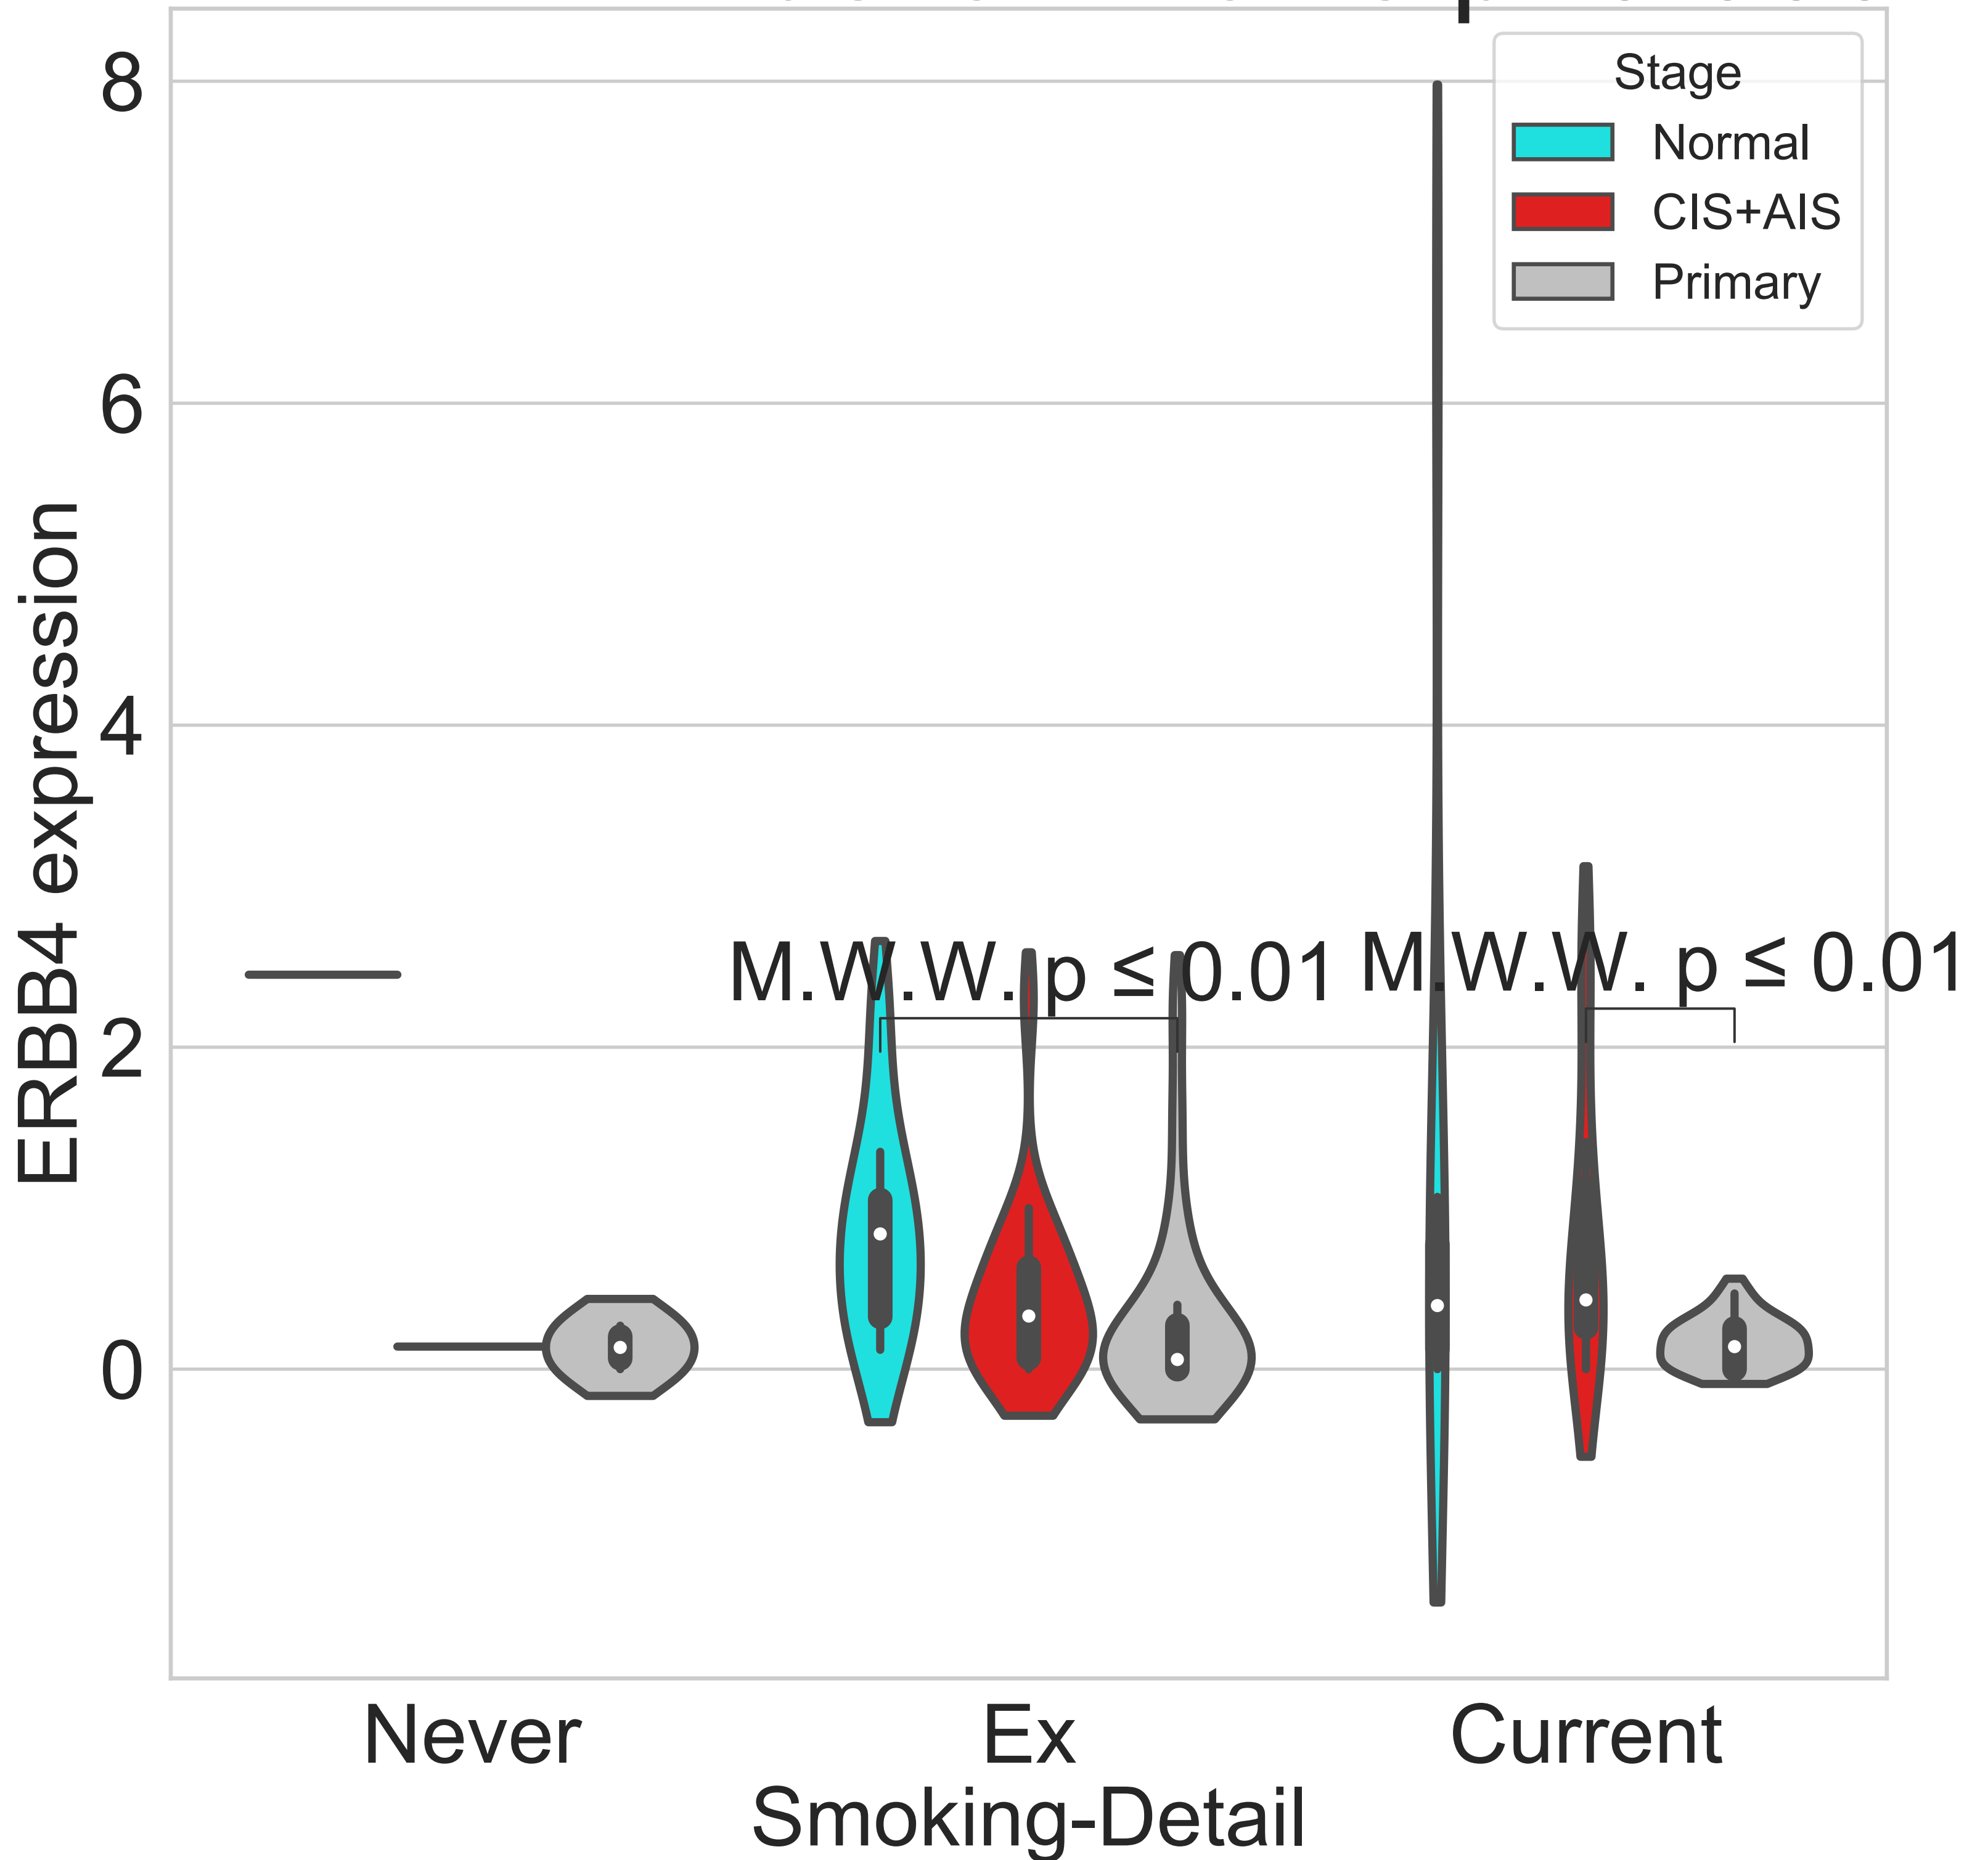 Stage
Normal
CIS+AIS
Primary
8
6
4
2
0
ERBB4 expression
M.W.W. p ≤ 0.01
M.W.W. p ≤ 0.01
Never
Ex
Current
Smoking-Detail